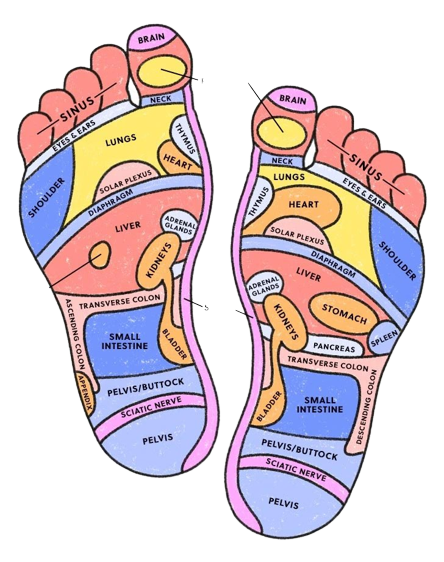 BRAIN
NECK
SINUS
EYES & EARS
LUNGS
THYMUS
HEART
SHOULDER
SOLAR PLEXUS
DIAPHRAGM
LIVER
ADRENAL
GLANDS
KIDNEYS
TRANSVERSE COLON
ASCENDING COLON
SMALL
INTESTINE
BLADDER
APPENDIX
PELVIS/BUTTOCK
SCIATIC NERVE
PELVIS
BRAIN
NECK
SINUS
EYES & EARS
LUNGS
THYMUS
HEART
SHOULDER
SOLAR PLEXUS
DIAPHRAGM
LIVER
ADRENAL
GLANDS
KIDNEYS
STOMACH
SPLEEN
PANCREAS
TRANSVERSE COLON
DESCENDING COLON
BLADDER
SMALL
INTESTINE
PELVIS/BUTTOCK
SCIATIC NERVE
PELVIS